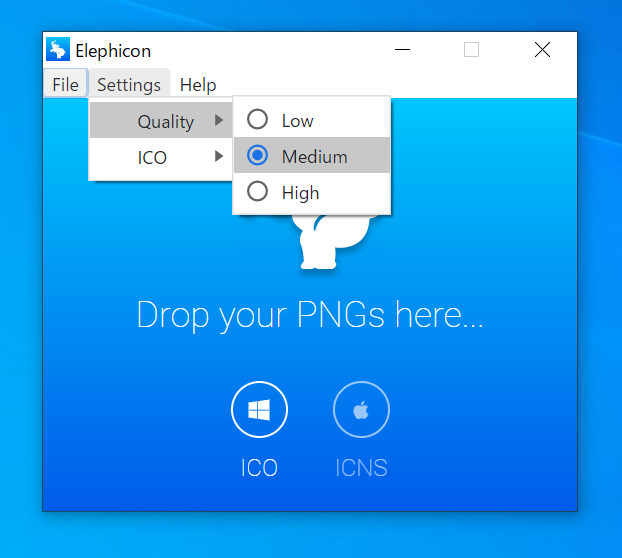 Elephicon
File Settings Help
Quality
ICO
Low
Medium
High
Drop your PNGs here...
ICO
ICNS